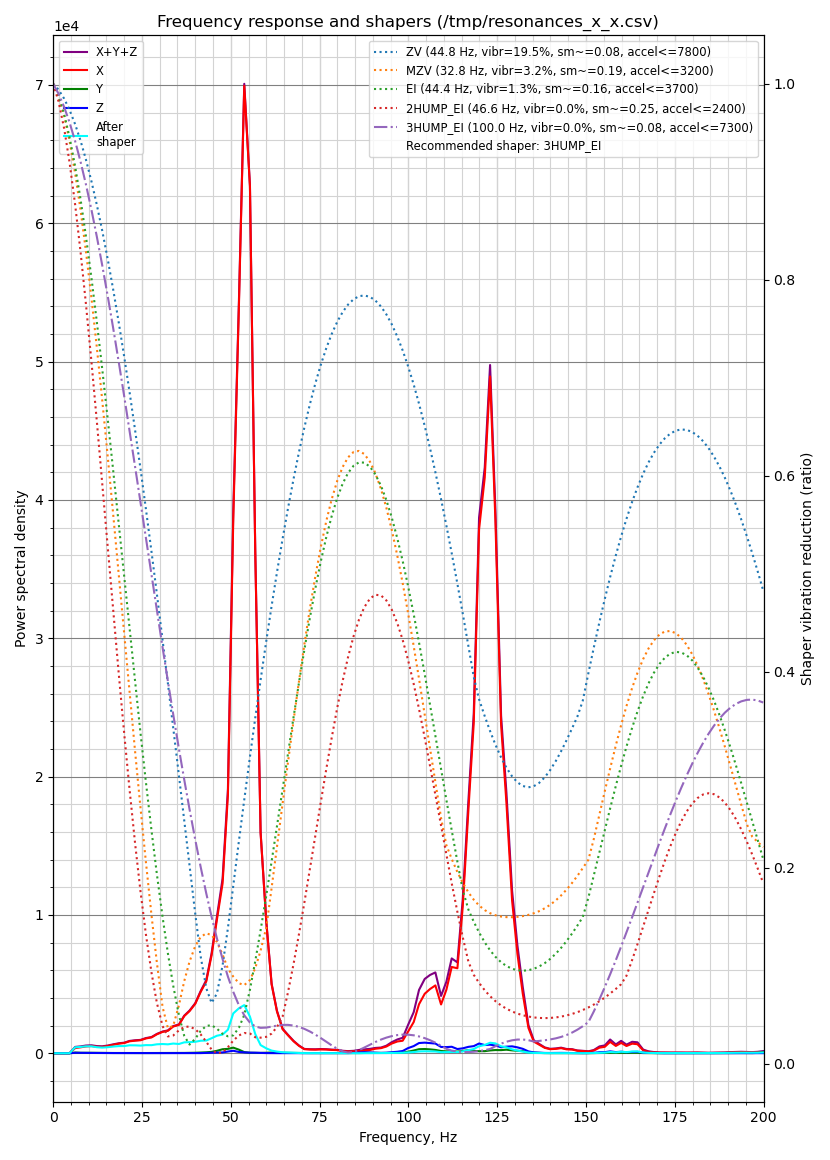 Frequency response and shapers (/tmp/resonances_x_x.csv)
1e4
X+Y+Z
X
Y
Z
After
shaper
ZV (44.8 Hz, vibr=19.5%, sm~=0.08, accel<=7800)
MZV (32.8 Hz, vibr=3.2%, sm~=0.19, accel<=3200)
EI (44.4 Hz, vibr=1.3%, sm~=0.16, accel<=3700)
2HUMP_EI (46.6 Hz, vibr=0.0%, sm~=0.25, accel<=2400)
3HUMP_EI (100.0 Hz, vibr=0.0%, sm~=0.08, accel<=7300)
Recommended shaper: 3HUMP_EI
7
6
5
4
3
2
1
0
Power spectral density
1.0
0.8
0.6
0.4
0.2
0.0
Shaper vibration reduction (ratio)
0 25 50 75 100 125 150 175 200
Frequency, Hz